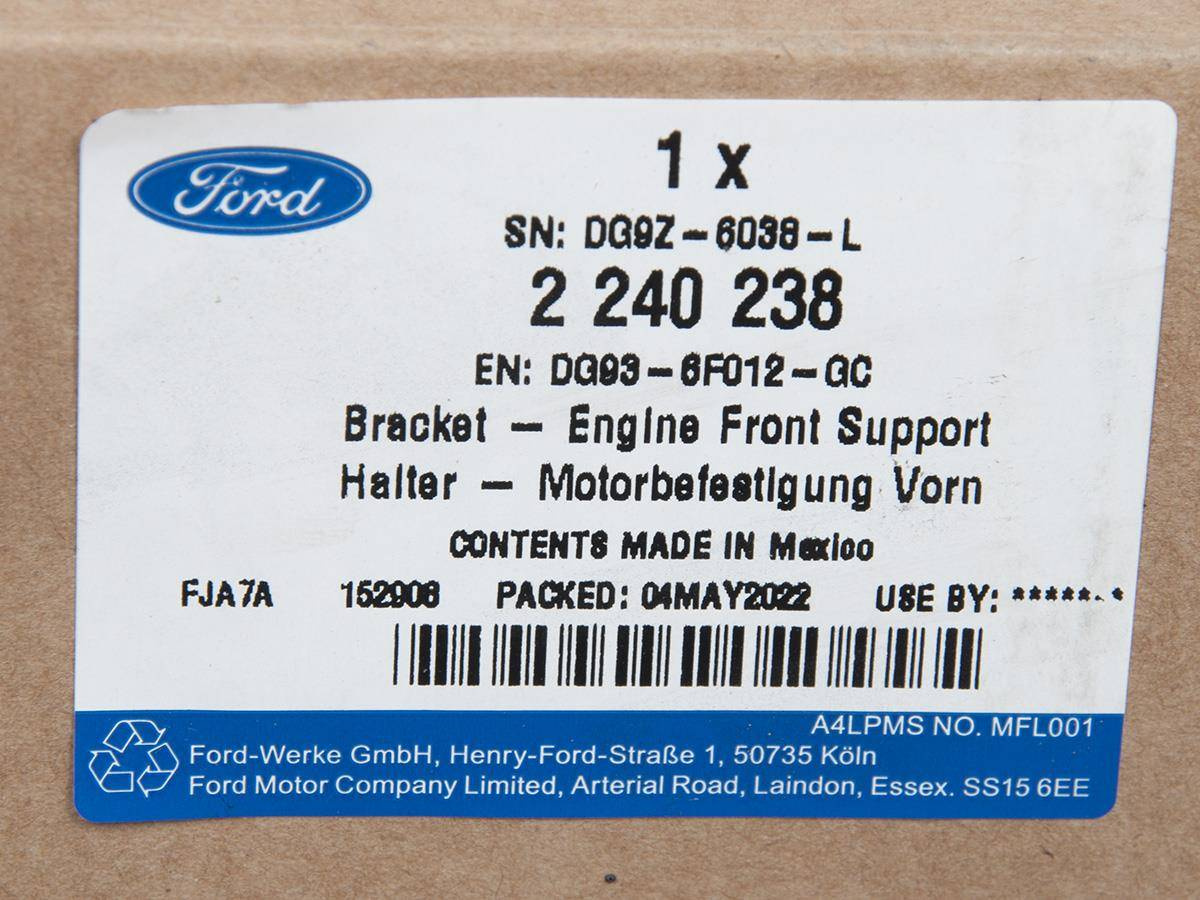 Ford
1 x
SN: DG9Z-6038-L
2 240 238
EN: DG93-6F012-GC
Bracket - Engine Front Support
Halter - Motorbefestigung Vorn
CONTENTS MADE IN Mexico
FJA7A 152906 PACKED: 04MAY2022 USE BY: *******
A4LPMS NO. MFL001
Ford-Werke GmbH, Henry-Ford-Straße 1, 50735 Köln
Ford Motor Company Limited, Arterial Road, Laindon, Essex. SS15 6EE